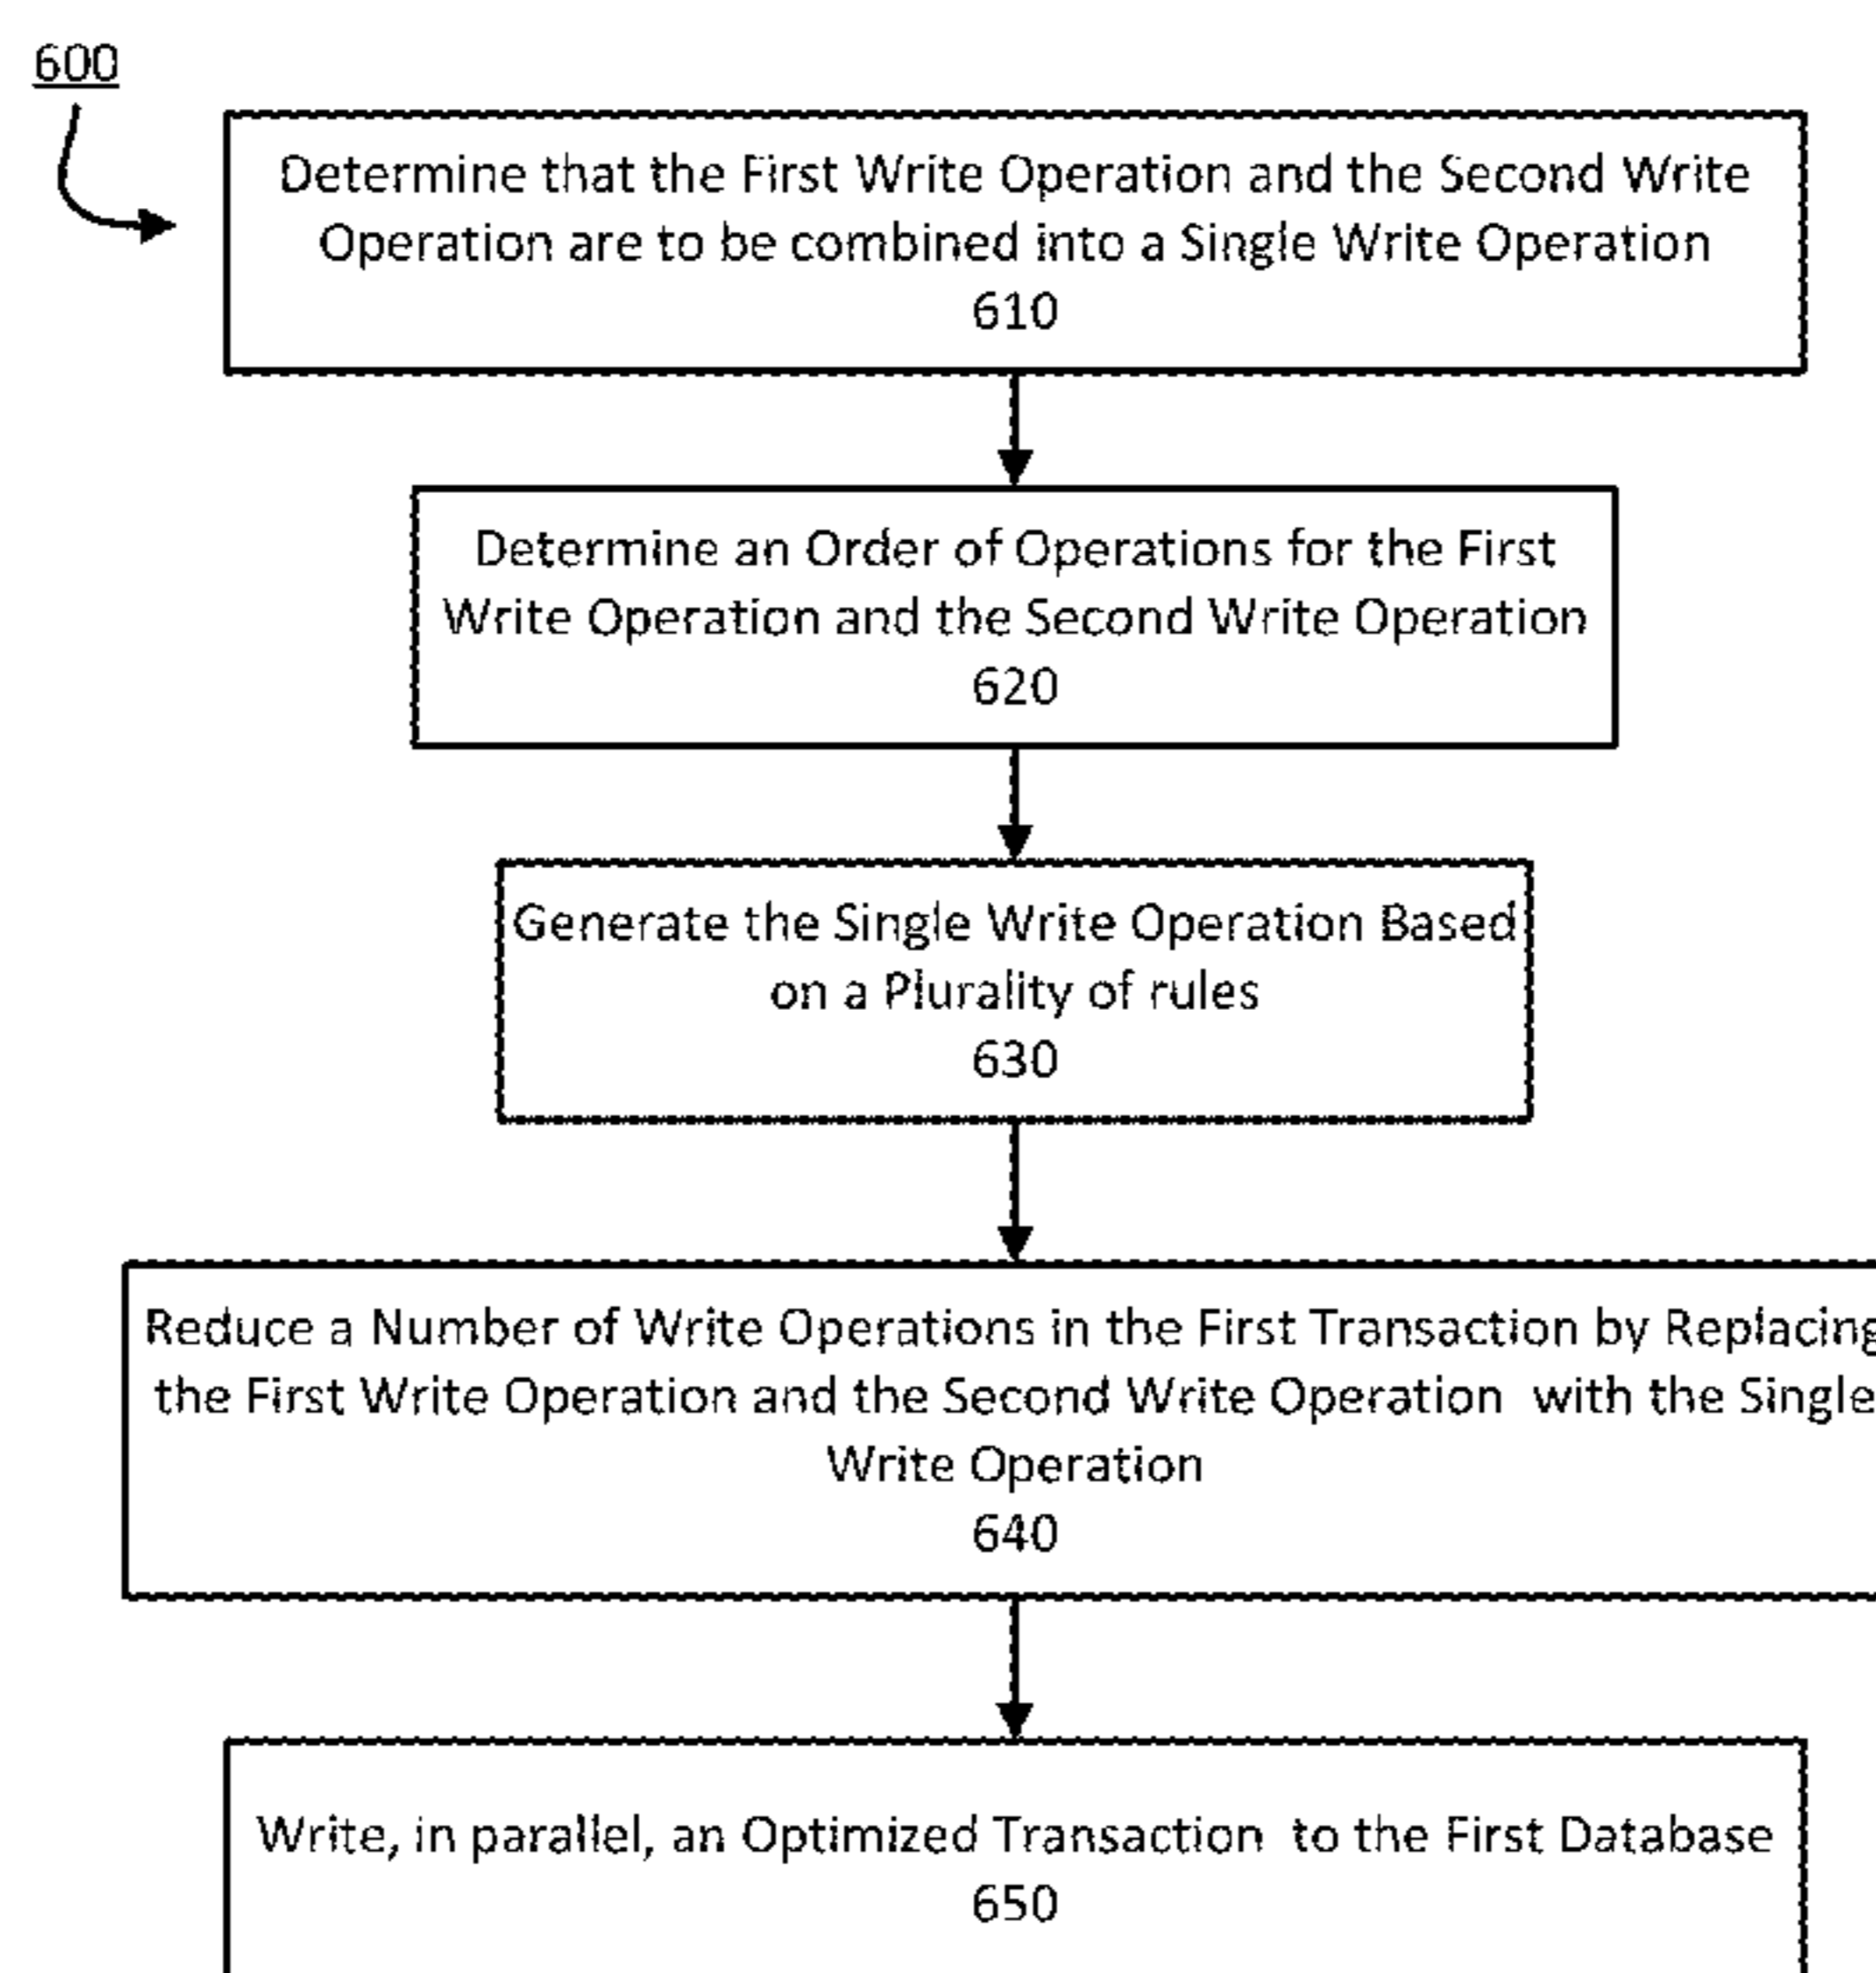 600
Determine that the First Write Operation and the Second Write
Operation are to be combined into a Single Write Operation
610
Determine an Order of Operations for the First
Write Operation and the Second Write Operation
620
Generate the Single Write Operation Based
on a Plurality of rules
630
Reduce a Number of Write Operations in the First Transaction by Replacing
the First Write Operation and the Second Write Operation with the Single
Write Operation
640
Write, in parallel, an Optimized Transaction to the First Database
650